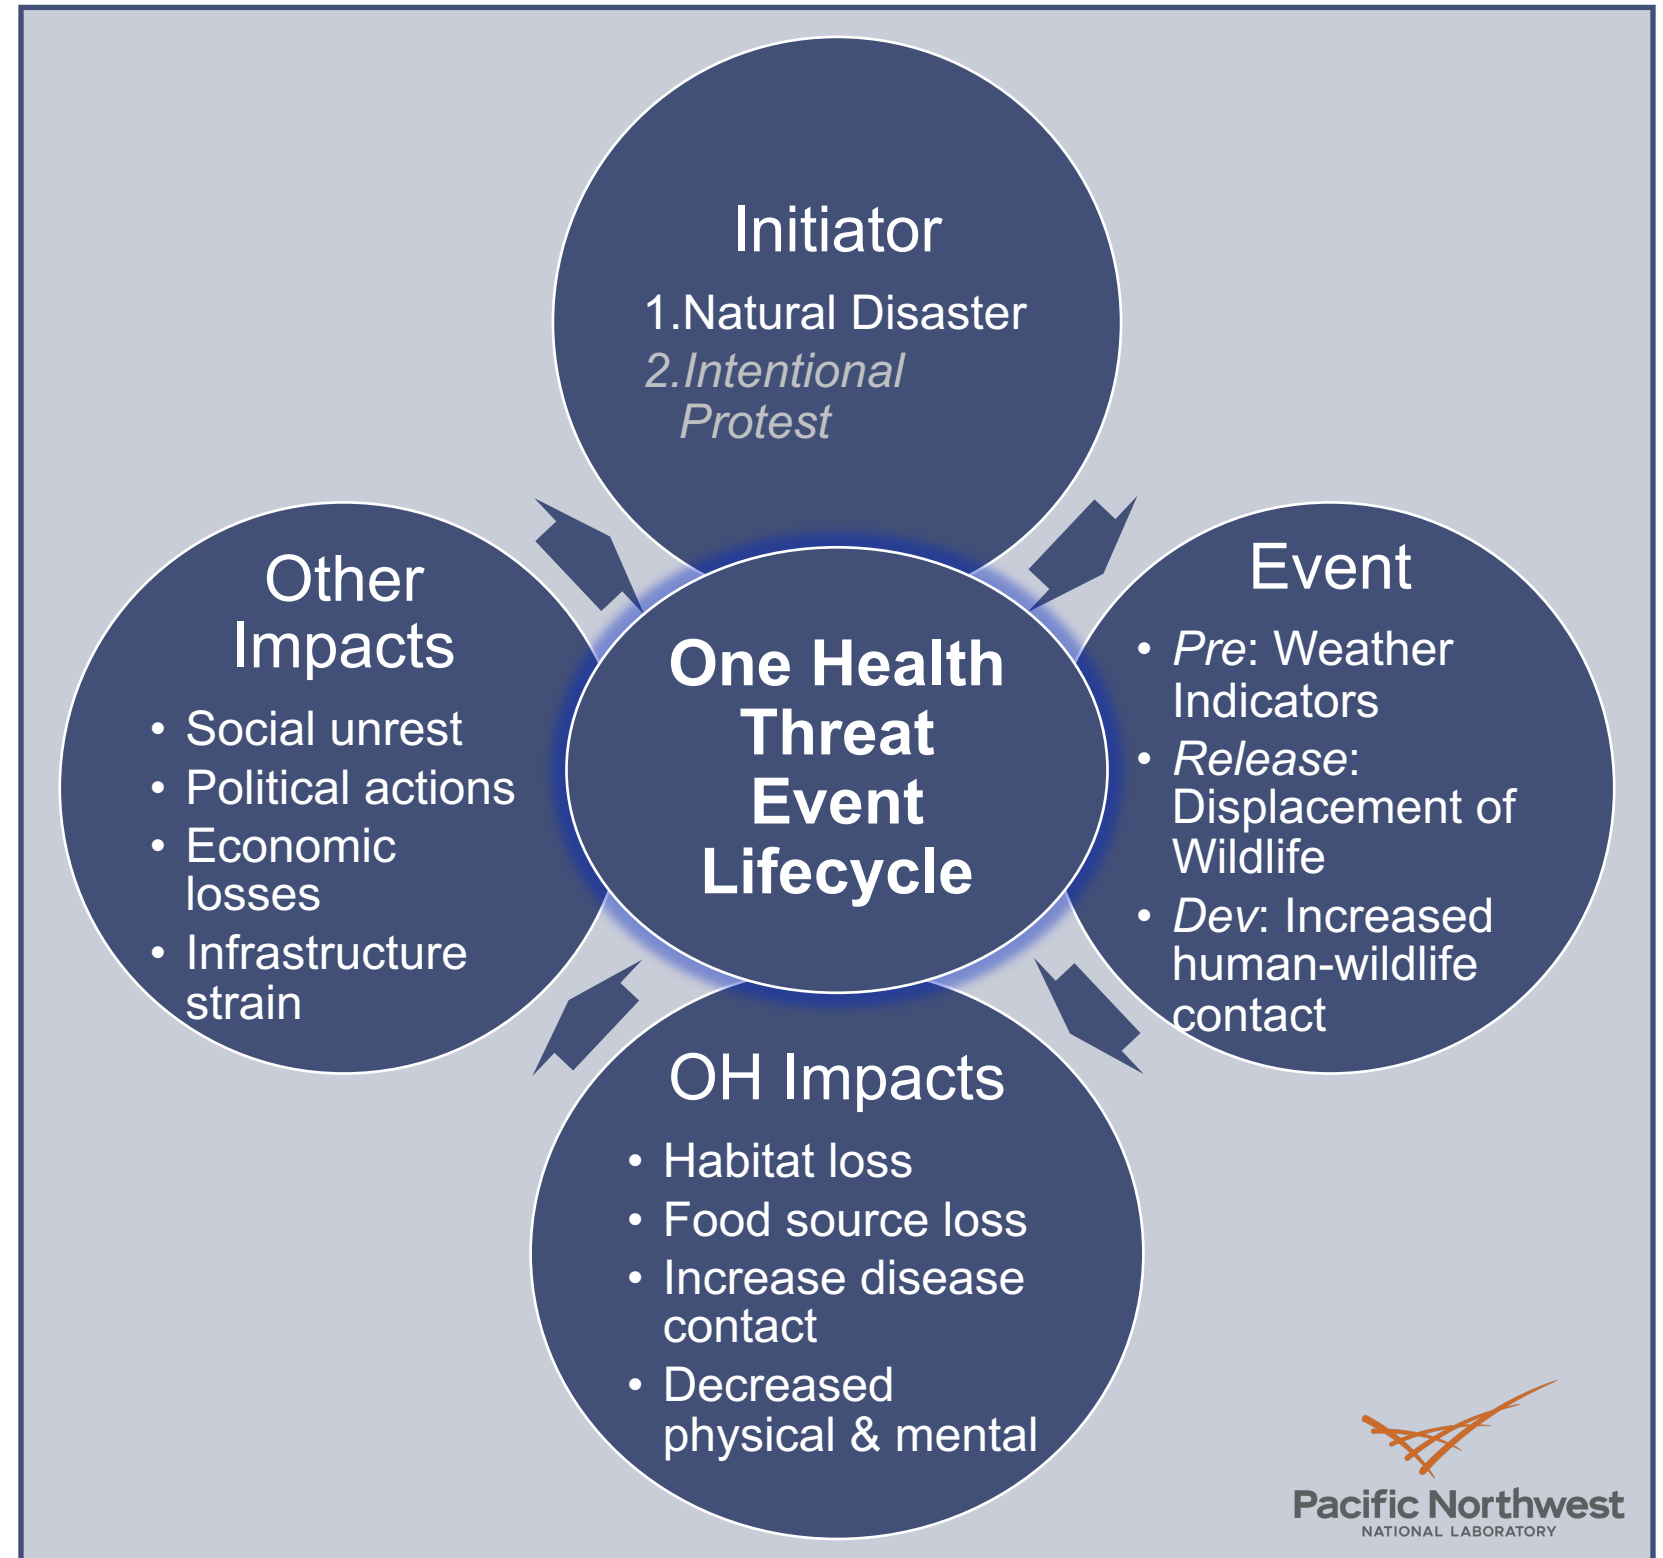 Initiator
1.Natural Disaster
2.Intentional
Protest
Other
Impacts
• Social unrest
• Political actions
• Economic
losses
• Infrastructure
strain
One Health
Threat
Event
Lifecycle
Event
• Pre: Weather
Indicators
• Release:
Displacement of
Wildlife
• Dev: Increased
human-wildlife
contact
OH Impacts
• Habitat loss
• Food source loss
• Increase disease
contact
• Decreased
physical & mental
Pacific Northwest
NATIONAL LABORATORY